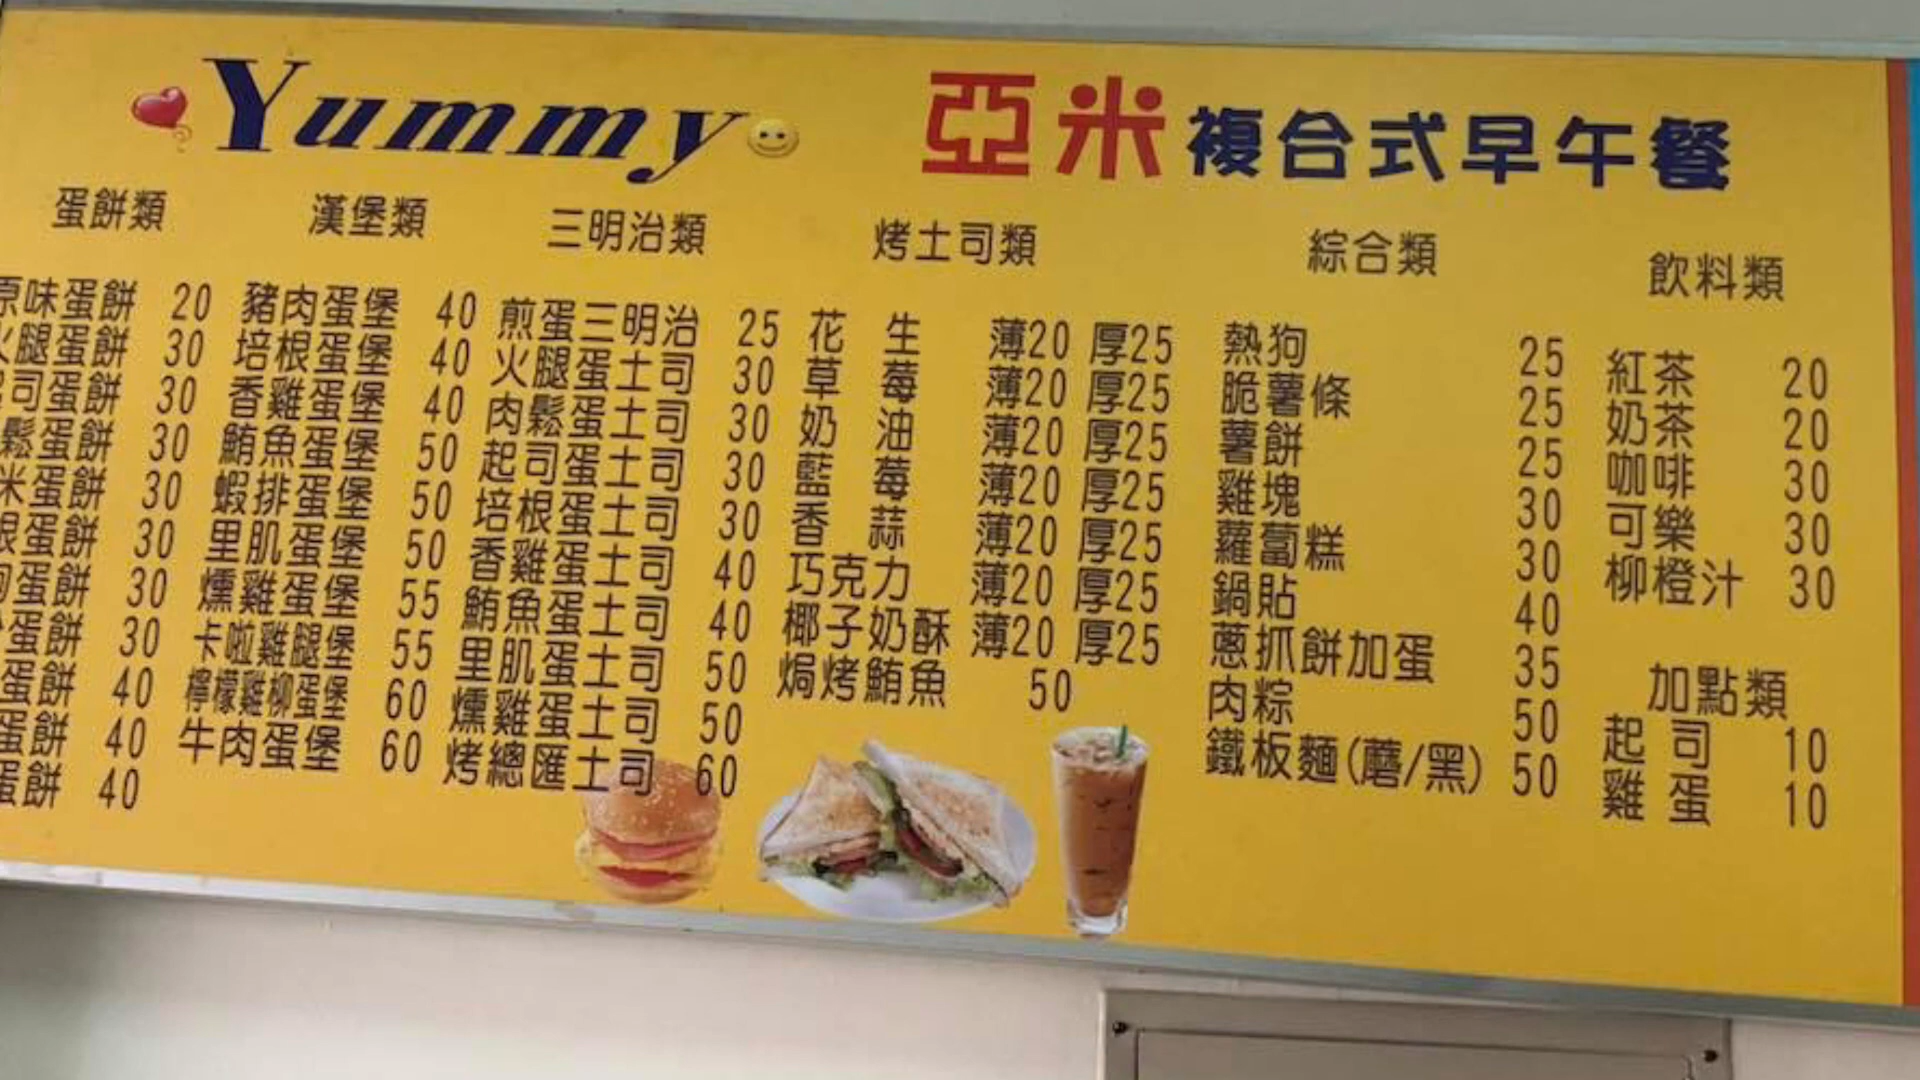 Yummy 亞米複合式早午餐
蛋餅類
原味蛋餅 20
火腿蛋餅 30
起司蛋餅 30
鬆蛋餅 30
米蛋餅 30
根蛋餅 30
蛋餅 30
蛋餅 30
蛋餅 40
蛋餅 40
蛋餅 40
漢堡類
豬肉蛋堡 40
培根蛋堡 40
香雞蛋堡 40
鮪魚蛋堡 50
蝦排蛋堡 50
里肌蛋堡 50
燻雞蛋堡 55
卡啦雞腿堡 55
檸檬雞柳蛋堡 60
牛肉蛋堡 60
三明治類
煎蛋三明治 25
火腿蛋土司 30
肉鬆蛋土司 30
起司蛋土司 30
培根蛋土司 30
香雞蛋土司 40
鮪魚蛋土司 40
里肌蛋土司 50
燻雞蛋土司 50
烤總匯土司 60
烤土司類
花生 薄20 厚25
草莓 薄20 厚25
奶油 薄20 厚25
藍莓 薄20 厚25
香蒜 薄20 厚25
巧克力 薄20 厚25
椰子奶酥 薄20 厚25
焗烤鮪魚 50
綜合類
熱狗 25
脆薯條 25
薯餅 25
雞塊 30
蘿蔔糕 30
鍋貼 40
蔥抓餅加蛋 35
肉粽 50
鐵板麵(蘑/黑) 50
飲料類
紅茶 20
奶茶 20
咖啡 30
可樂 30
柳橙汁 30
加點類
起司 10
雞蛋 10